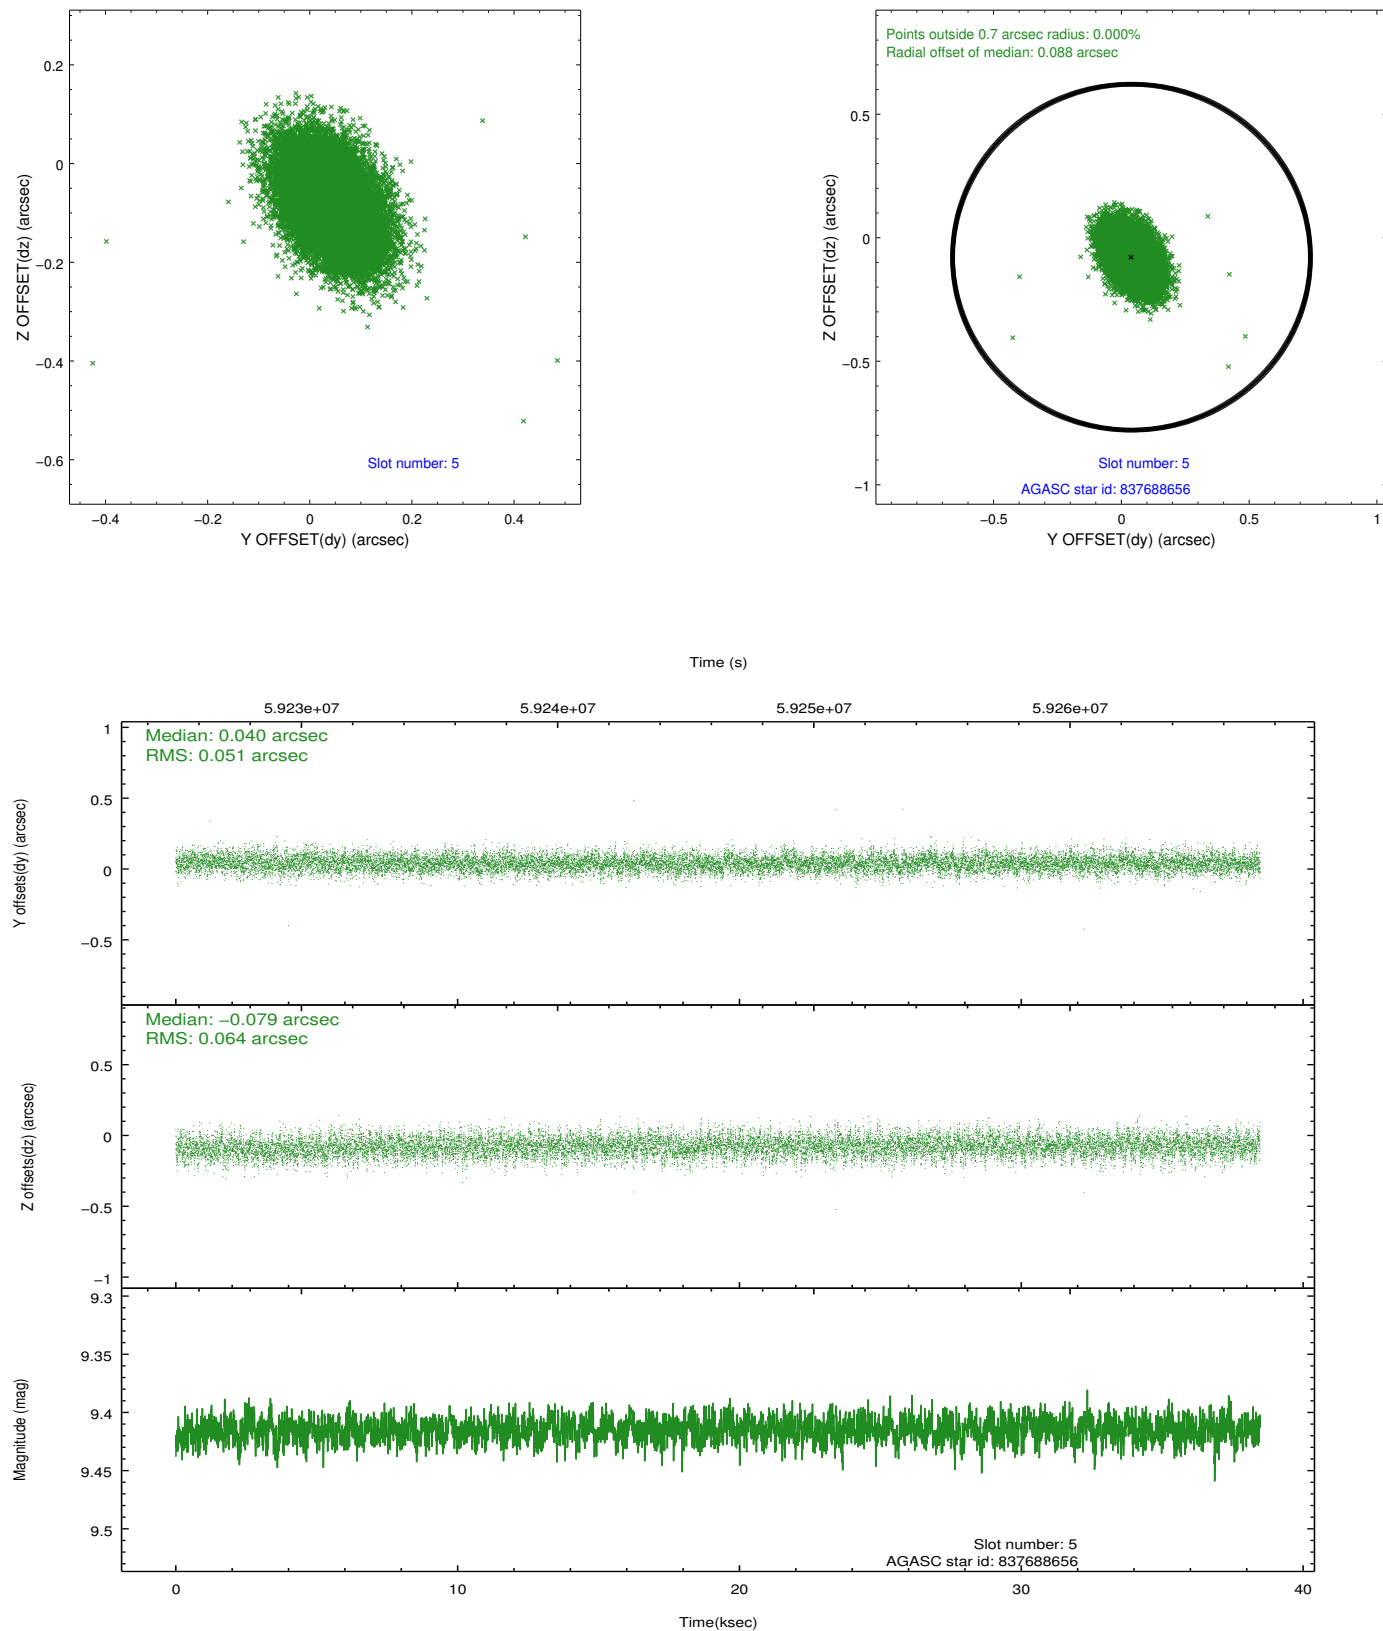 0.2
0
−0.2
−0.4
−0.6
Z OFFSET(dz) (arcsec)
Slot number: 5
−0.4 −0.2 0 0.2 0.4
Y OFFSET(dy) (arcsec)
Points outside 0.7 arcsec radius: 0.000%
Radial offset of median: 0.088 arcsec
0.5
0
−0.5
−1
Z OFFSET(dz) (arcsec)
Slot number: 5
AGASC star id: 837688656
−0.5 0 0.5 1
Y OFFSET(dy) (arcsec)
Time (s)
5.923e+07 5.924e+07 5.925e+07 5.926e+07
Median: 0.040 arcsec
RMS: 0.051 arcsec
1
0.5
0
−0.5
Y offsets(dy) (arcsec)
Median: −0.079 arcsec
RMS: 0.064 arcsec
0.5
0
−0.5
−1
Z offsets(dz) (arcsec)
9.3
9.35
9.4
9.45
9.5
Magnitude (mag)
Slot number: 5
AGASC star id: 837688656
0 10 20 30 40
Time(ksec)